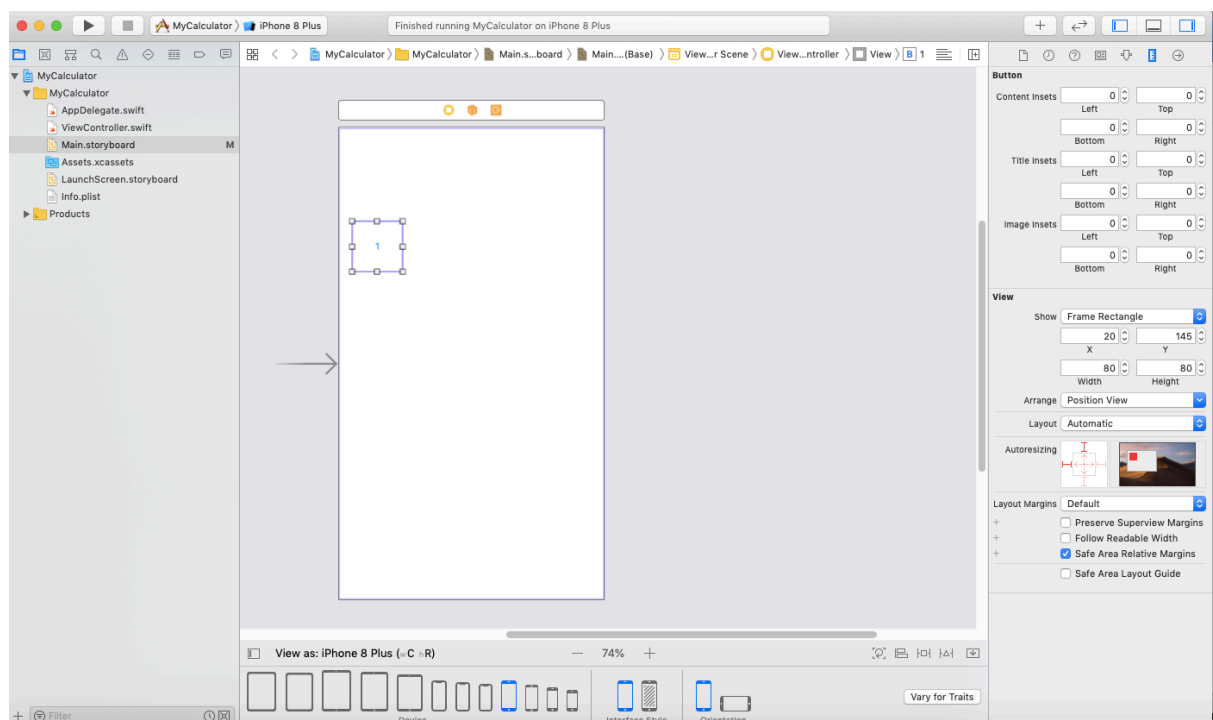 MyCalculator 〉 iPhone 8 Plus
Finished running MyCalculator on iPhone 8 Plus
MyCalculator 〉 MyCalculator 〉 Main.s...board 〉 Main....(Base) 〉 View...r Scene 〉 View...ntroller 〉 View 〉 B 1
MyCalculator
MyCalculator
AppDelegate.swift
ViewController.swift
Main.storyboard M
Assets.xcassets
LaunchScreen.storyboard
Info.plist
Products
1
Button
Content Insets 0 0
Left Top
0 0
Bottom Right
Title Insets 0 0
Left Top
0 0
Bottom Right
Image Insets 0 0
Left Top
0 0
Bottom Right
View
Show Frame Rectangle
20 145
X Y
80 80
Width Height
Arrange Position View
Layout Automatic
Autoresizing
Layout Margins Default
+ Preserve Superview Margins
+ Follow Readable Width
+ Safe Area Relative Margins
Safe Area Layout Guide
View as: iPhone 8 Plus (wC hR)
— 74% +
Vary for Traits
Device Interface Style Orientation
+ Filter